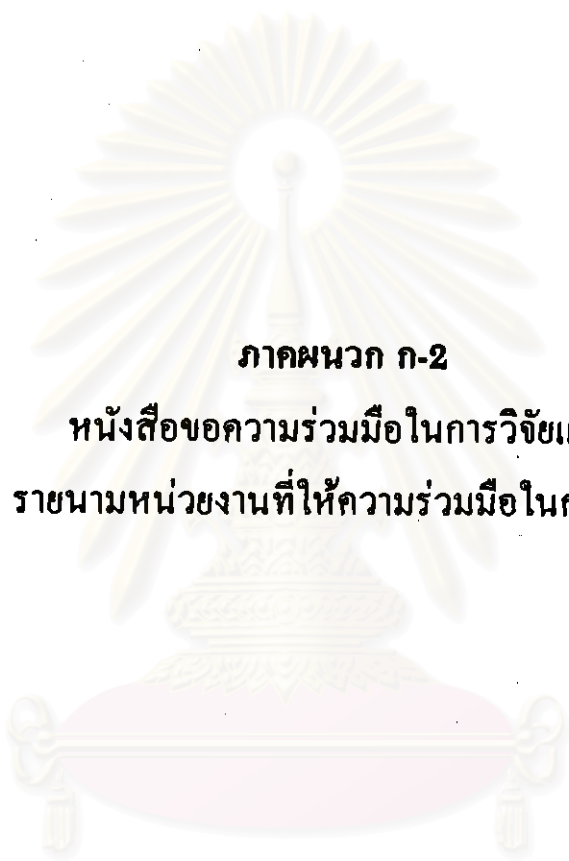 ภาคผนวก ก-2
หนังสือขอความร่วมมือในการวิจัยแ
รายนามหน่วยงานที่ให้ความร่วมมือในก